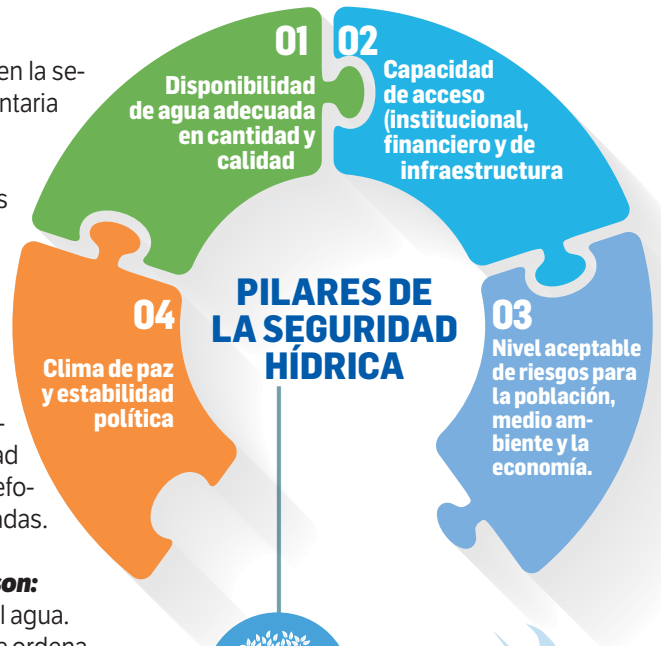 en la se-
entaria
s
-
ad
efo-
adas.
son:
l agua.
s ordena
01
Disponibilidad
de agua adecuada
en cantidad y
calidad
02
Capacidad
de acceso
(institucional,
financiero y de
infraestructura
PILARES DE
LA SEGURIDAD
HÍDRICA
03
Nivel aceptable
de riesgos para
la población,
medio am-
biente y la
economía.
04
Clima de paz
y estabilidad
política